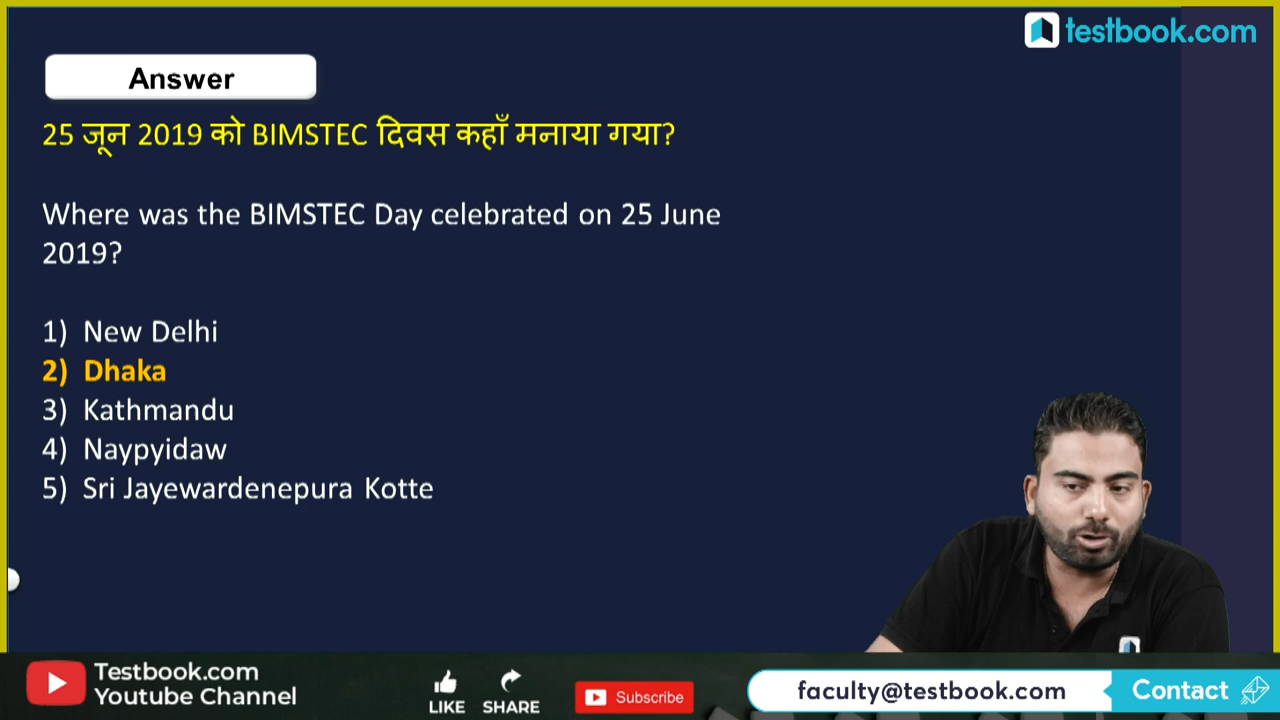 testbook.com
Answer
25 जून 2019 को BIMSTEC दिवस कहाँ मनाया गया?
Where was the BIMSTEC Day celebrated on 25 June
2019?
1) New Delhi
2) Dhaka
3) Kathmandu
4) Naypyidaw
5) Sri Jayewardenepura Kotte
Testbook.com
Youtube Channel
LIKE
SHARE
Subscribe
faculty@testbook.com
Contact